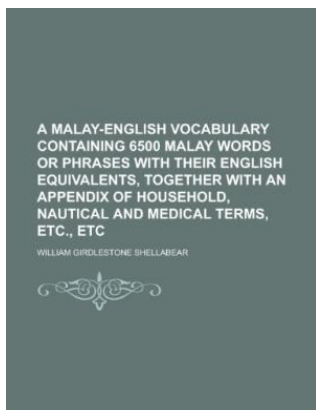 A MALAY-ENGLISH VOCABULARY
CONTAINING 6500 MALAY WORDS
OR PHRASES WITH THEIR ENGLISH
EQUIVALENTS, TOGETHER WITH AN
APPENDIX OF HOUSEHOLD,
NAUTICAL AND MEDICAL TERMS,
ETC., ETC
WILLIAM GIRDLESTONE SHELLABEAR